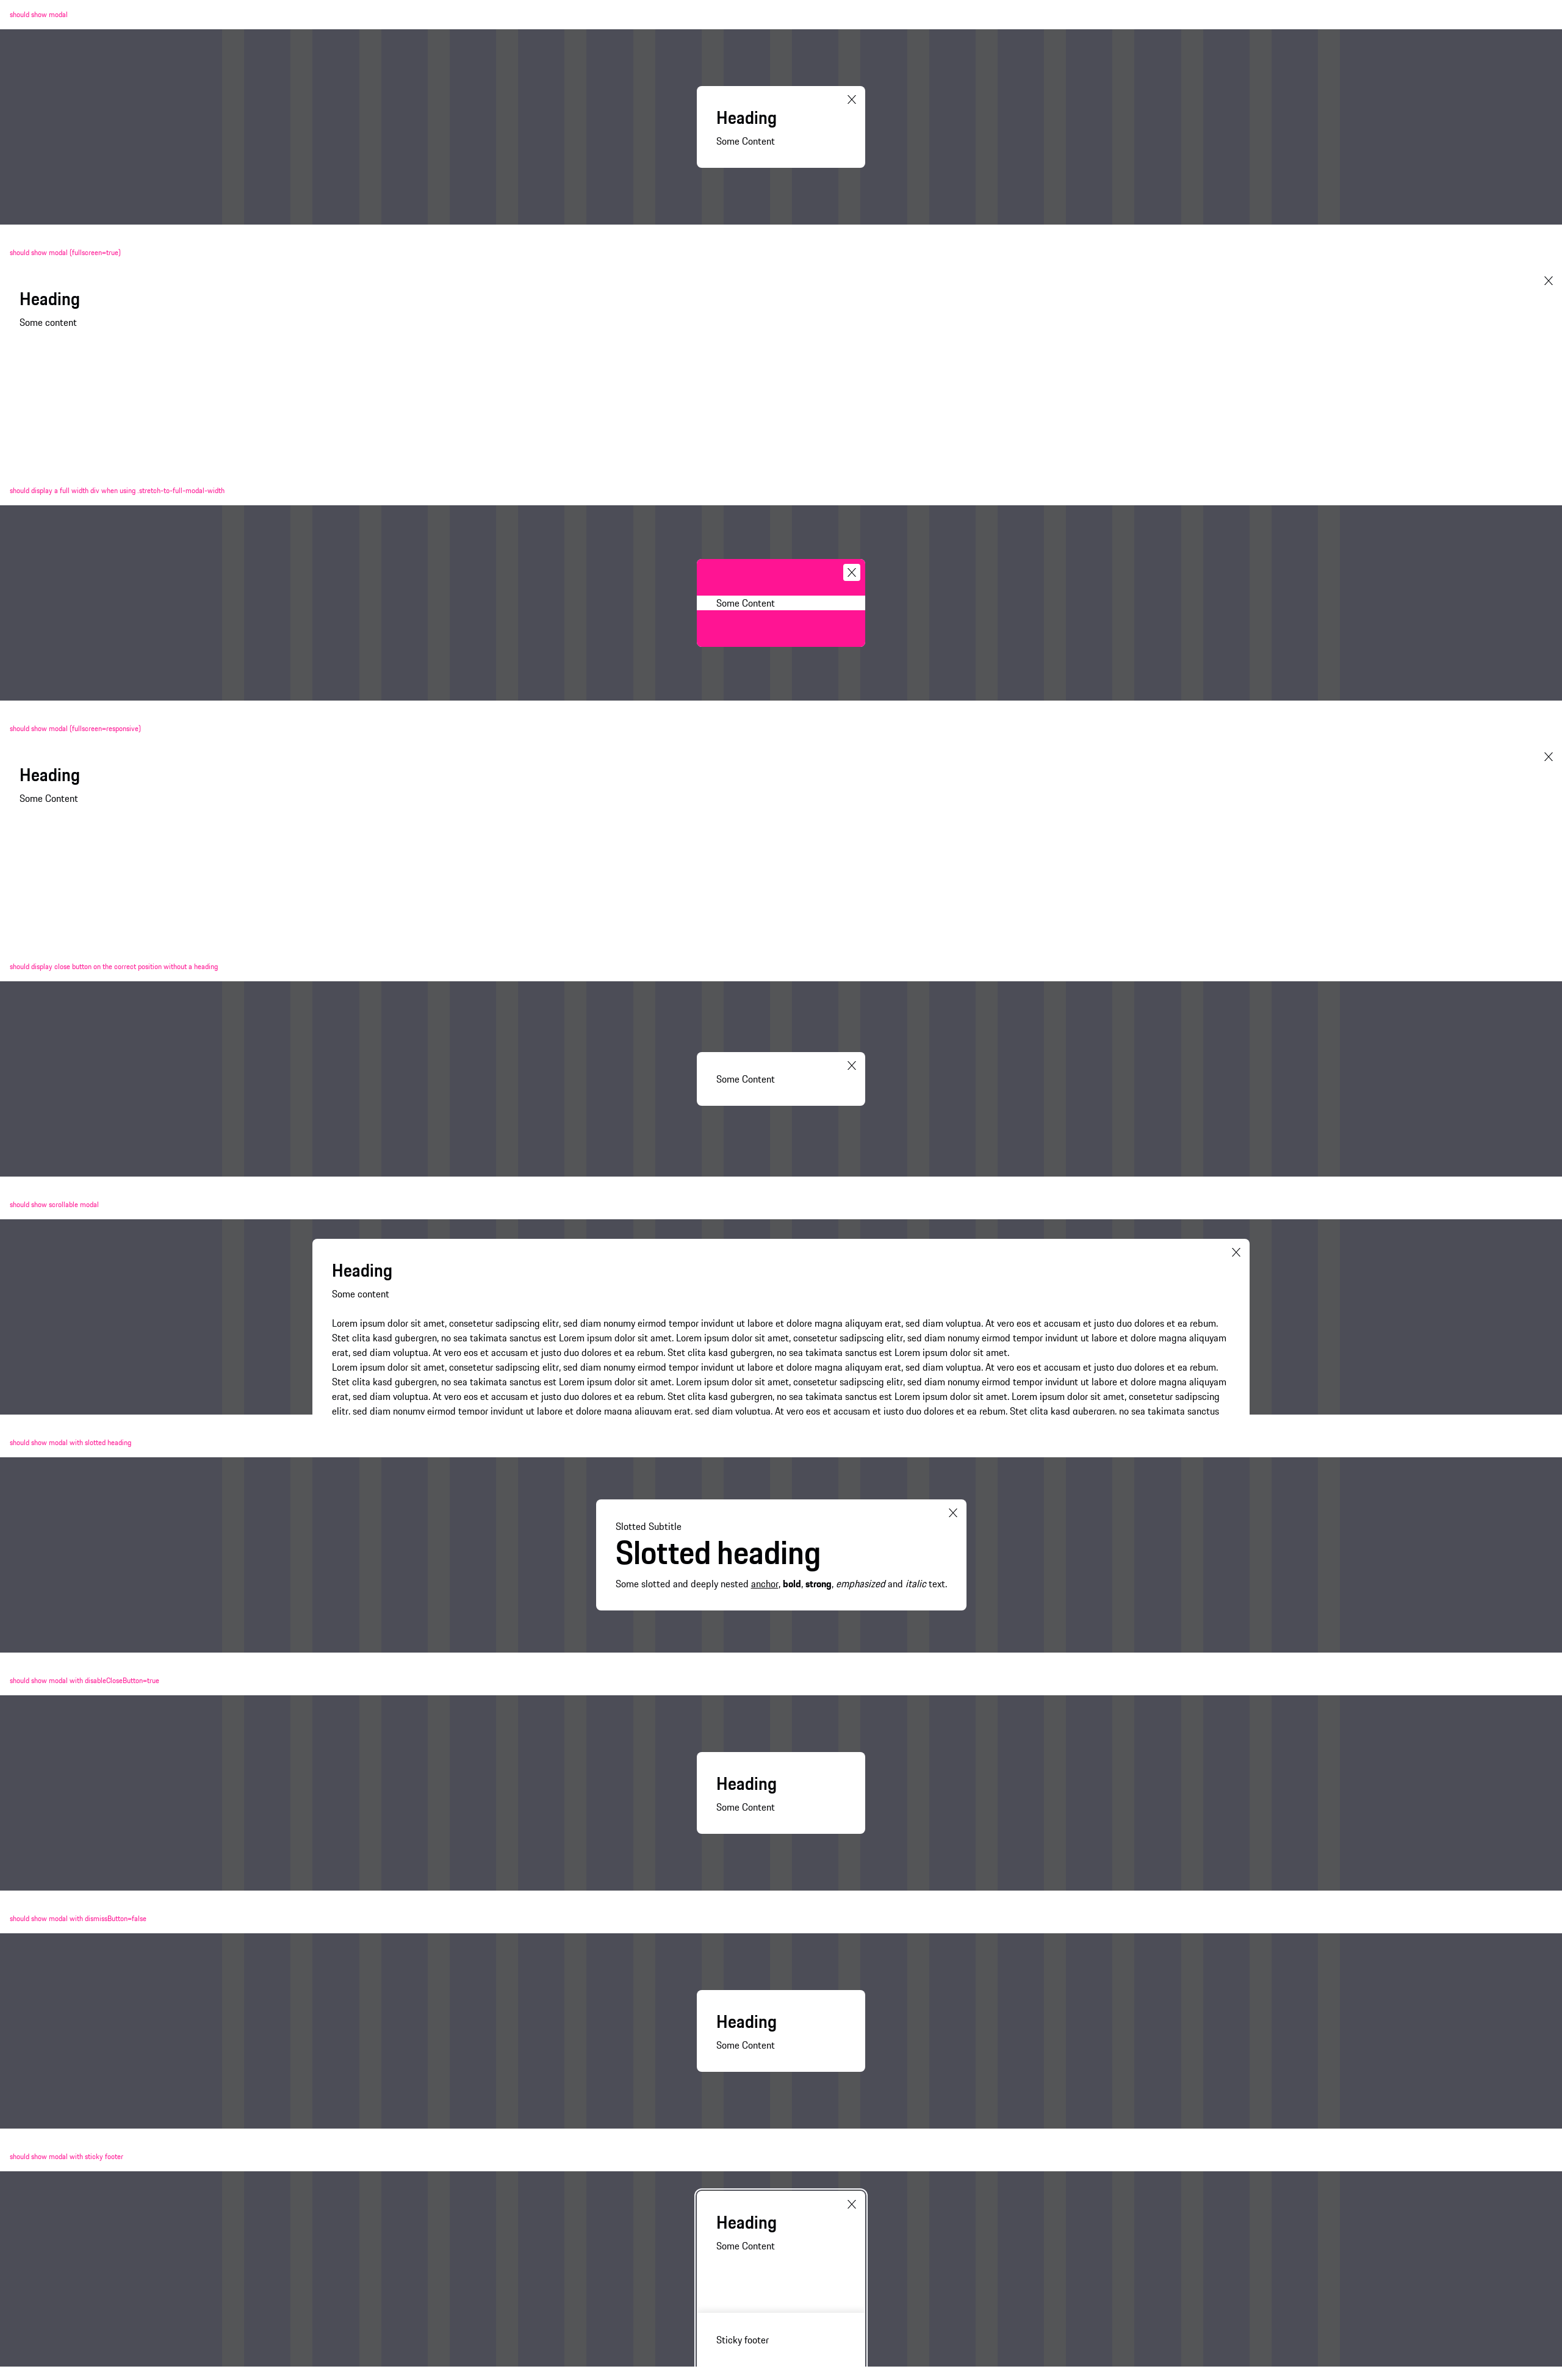 should show modal
Heading
Some Content
should show modal (fullscreen=true)
Heading
Some content
should display a full width div when using .stretch-to-full-modal-width
Some Content
should show modal (fullscreen=responsive)
Heading
Some Content
should display close button on the correct position without a heading
Some Content
should show scrollable modal
Heading
Some content
Lorem ipsum dolor sit amet, consetetur sadipscing elitr, sed diam nonumy eirmod tempor invidunt ut labore et dolore magna aliquyam erat, sed diam voluptua. At vero eos et accusam et justo duo dolores et ea rebum.
Stet clita kasd gubergren, no sea takimata sanctus est Lorem ipsum dolor sit amet. Lorem ipsum dolor sit amet, consetetur sadipscing elitr, sed diam nonumy eirmod tempor invidunt ut labore et dolore magna aliquyam
erat, sed diam voluptua. At vero eos et accusam et justo duo dolores et ea rebum. Stet clita kasd gubergren, no sea takimata sanctus est Lorem ipsum dolor sit amet.
Lorem ipsum dolor sit amet, consetetur sadipscing elitr, sed diam nonumy eirmod tempor invidunt ut labore et dolore magna aliquyam erat, sed diam voluptua. At vero eos et accusam et justo duo dolores et ea rebum.
Stet clita kasd gubergren, no sea takimata sanctus est Lorem ipsum dolor sit amet. Lorem ipsum dolor sit amet, consetetur sadipscing elitr, sed diam nonumy eirmod tempor invidunt ut labore et dolore magna aliquyam
erat, sed diam voluptua. At vero eos et accusam et justo duo dolores et ea rebum. Stet clita kasd gubergren, no sea takimata sanctus est Lorem ipsum dolor sit amet. Lorem ipsum dolor sit amet, consetetur sadipscing
elitr, sed diam nonumy eirmod tempor invidunt ut labore et dolore magna aliquyam erat, sed diam voluptua. At vero eos et accusam et justo duo dolores et ea rebum. Stet clita kasd gubergren, no sea takimata sanctus
should show modal with slotted heading
Slotted Subtitle
Slotted heading
Some slotted and deeply nested anchor, bold, strong, emphasized and italic text.
should show modal with disableCloseButton=true
Heading
Some Content
should show modal with dismissButton=false
Heading
Some Content
should show modal with sticky footer
Heading
Some Content
Sticky footer